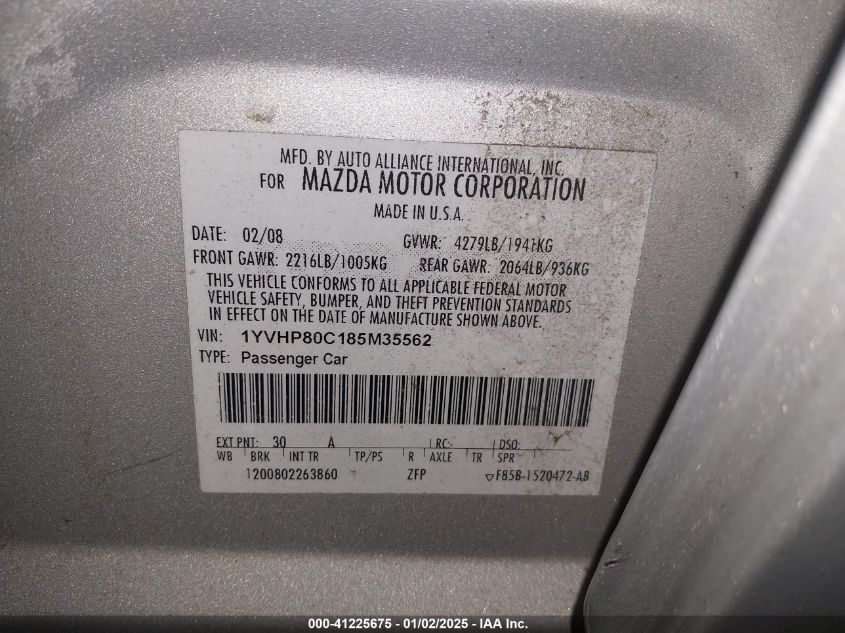 MFD. BY AUTO ALLIANCE INTERNATIONAL, INC.
FOR MAZDA MOTOR CORPORATION
MADE IN U.S.A.
DATE: 02/08 GVWR: 4279LB/1941KG
FRONT GAWR: 2216LB/1005KG REAR GAWR: 2064LB/936KG
THIS VEHICLE CONFORMS TO ALL APPLICABLE FEDERAL MOTOR
VEHICLE SAFETY, BUMPER, AND THEFT PREVENTION STANDARDS
IN EFFECT ON THE DATE OF MANUFACTURE SHOWN ABOVE.
VIN: 1YVHP80C185M35562
TYPE: Passenger Car
EXT PNT: 30 A RC: DSO:
WB BRK INT TR TP/PS R AXLE TR SPR
1200802263860 ZFP ▽F85B-1520472-AB
000-41225675 - 01/02/2025 - © IAA Inc.